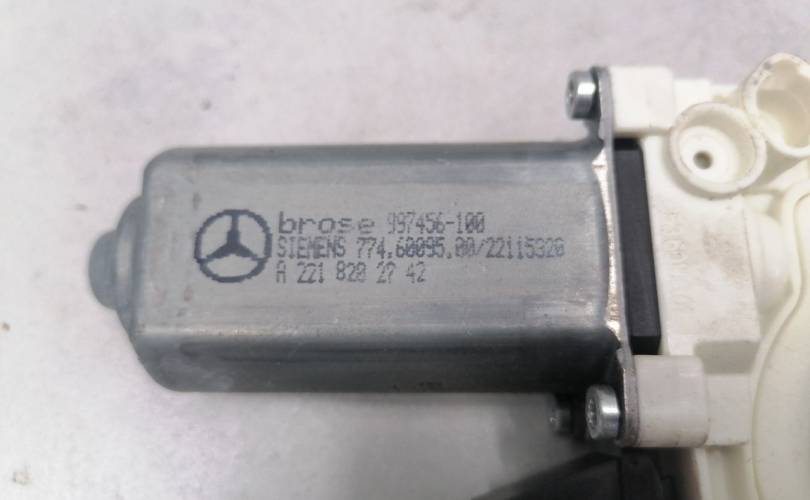 brose 997456-100
SIEMENS 774.60095.00/22115320
A 221 820 27 42